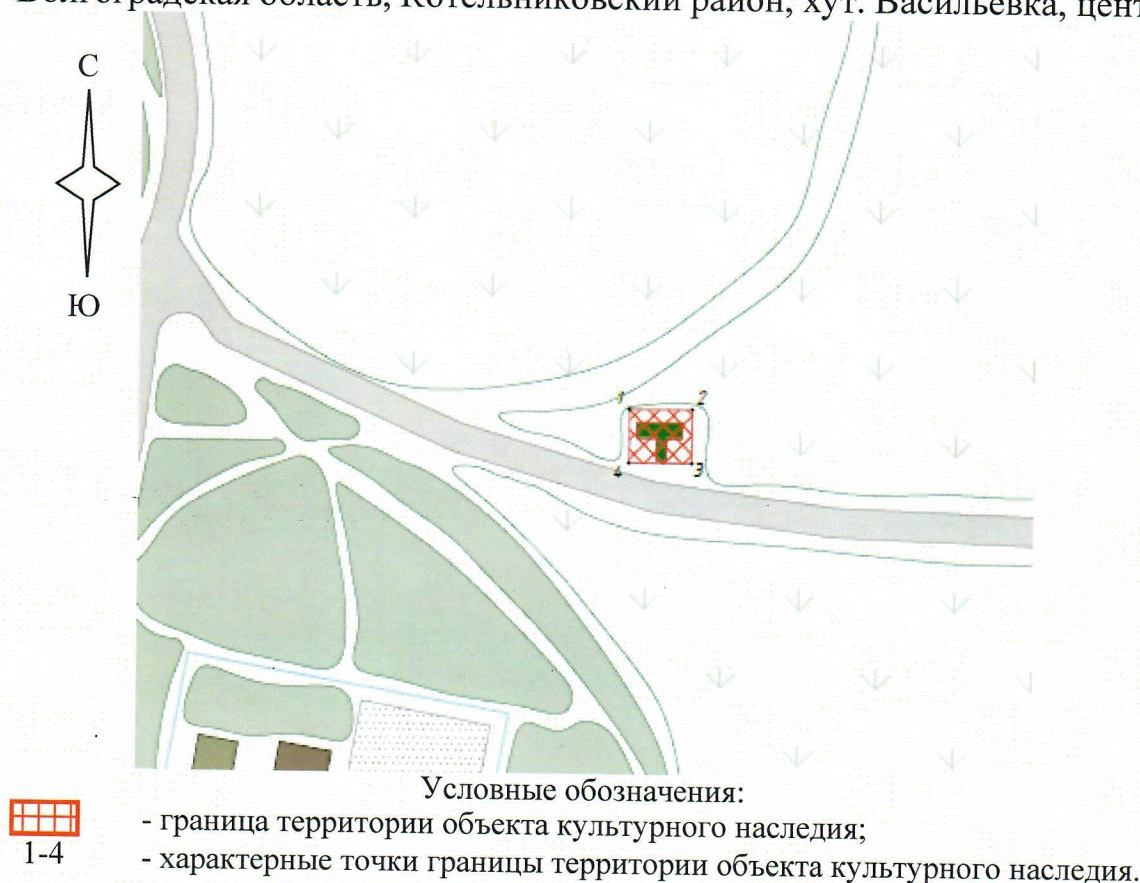 Волгоградская область, Котельниковский район, хут. Васильевка, цент
С
Ю
1
2
4
3
Условные обозначения:
- граница территории объекта культурного наследия;
1-4
- характерные точки границы территории объекта культурного наследия.